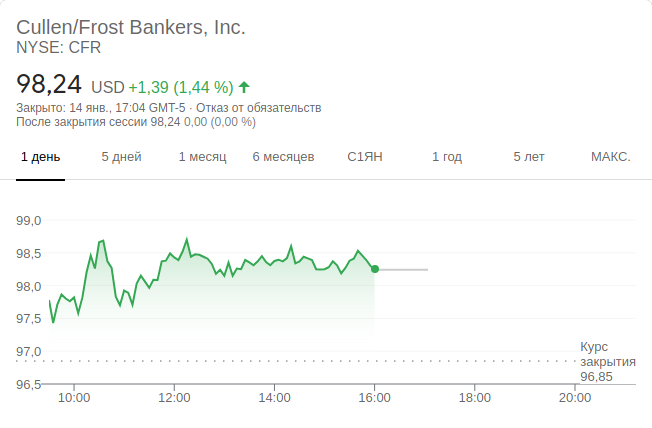 Cullen/Frost Bankers, Inc.
NYSE: CFR
98,24 USD +1,39 (1,44 %)
Закрыто: 14 янв., 17:04 GMT-5 · Отказ от обязательств
После закрытия сессии 98,24 0,00 (0,00 %)
1 день 5 дней 1 месяц 6 месяцев С1ЯН 1 год 5 лет МАКС.
99,0
98,5
98,0
97,5
97,0
96,5
Курс
закрытия
96,85
10:00 12:00 14:00 16:00 18:00 20:00